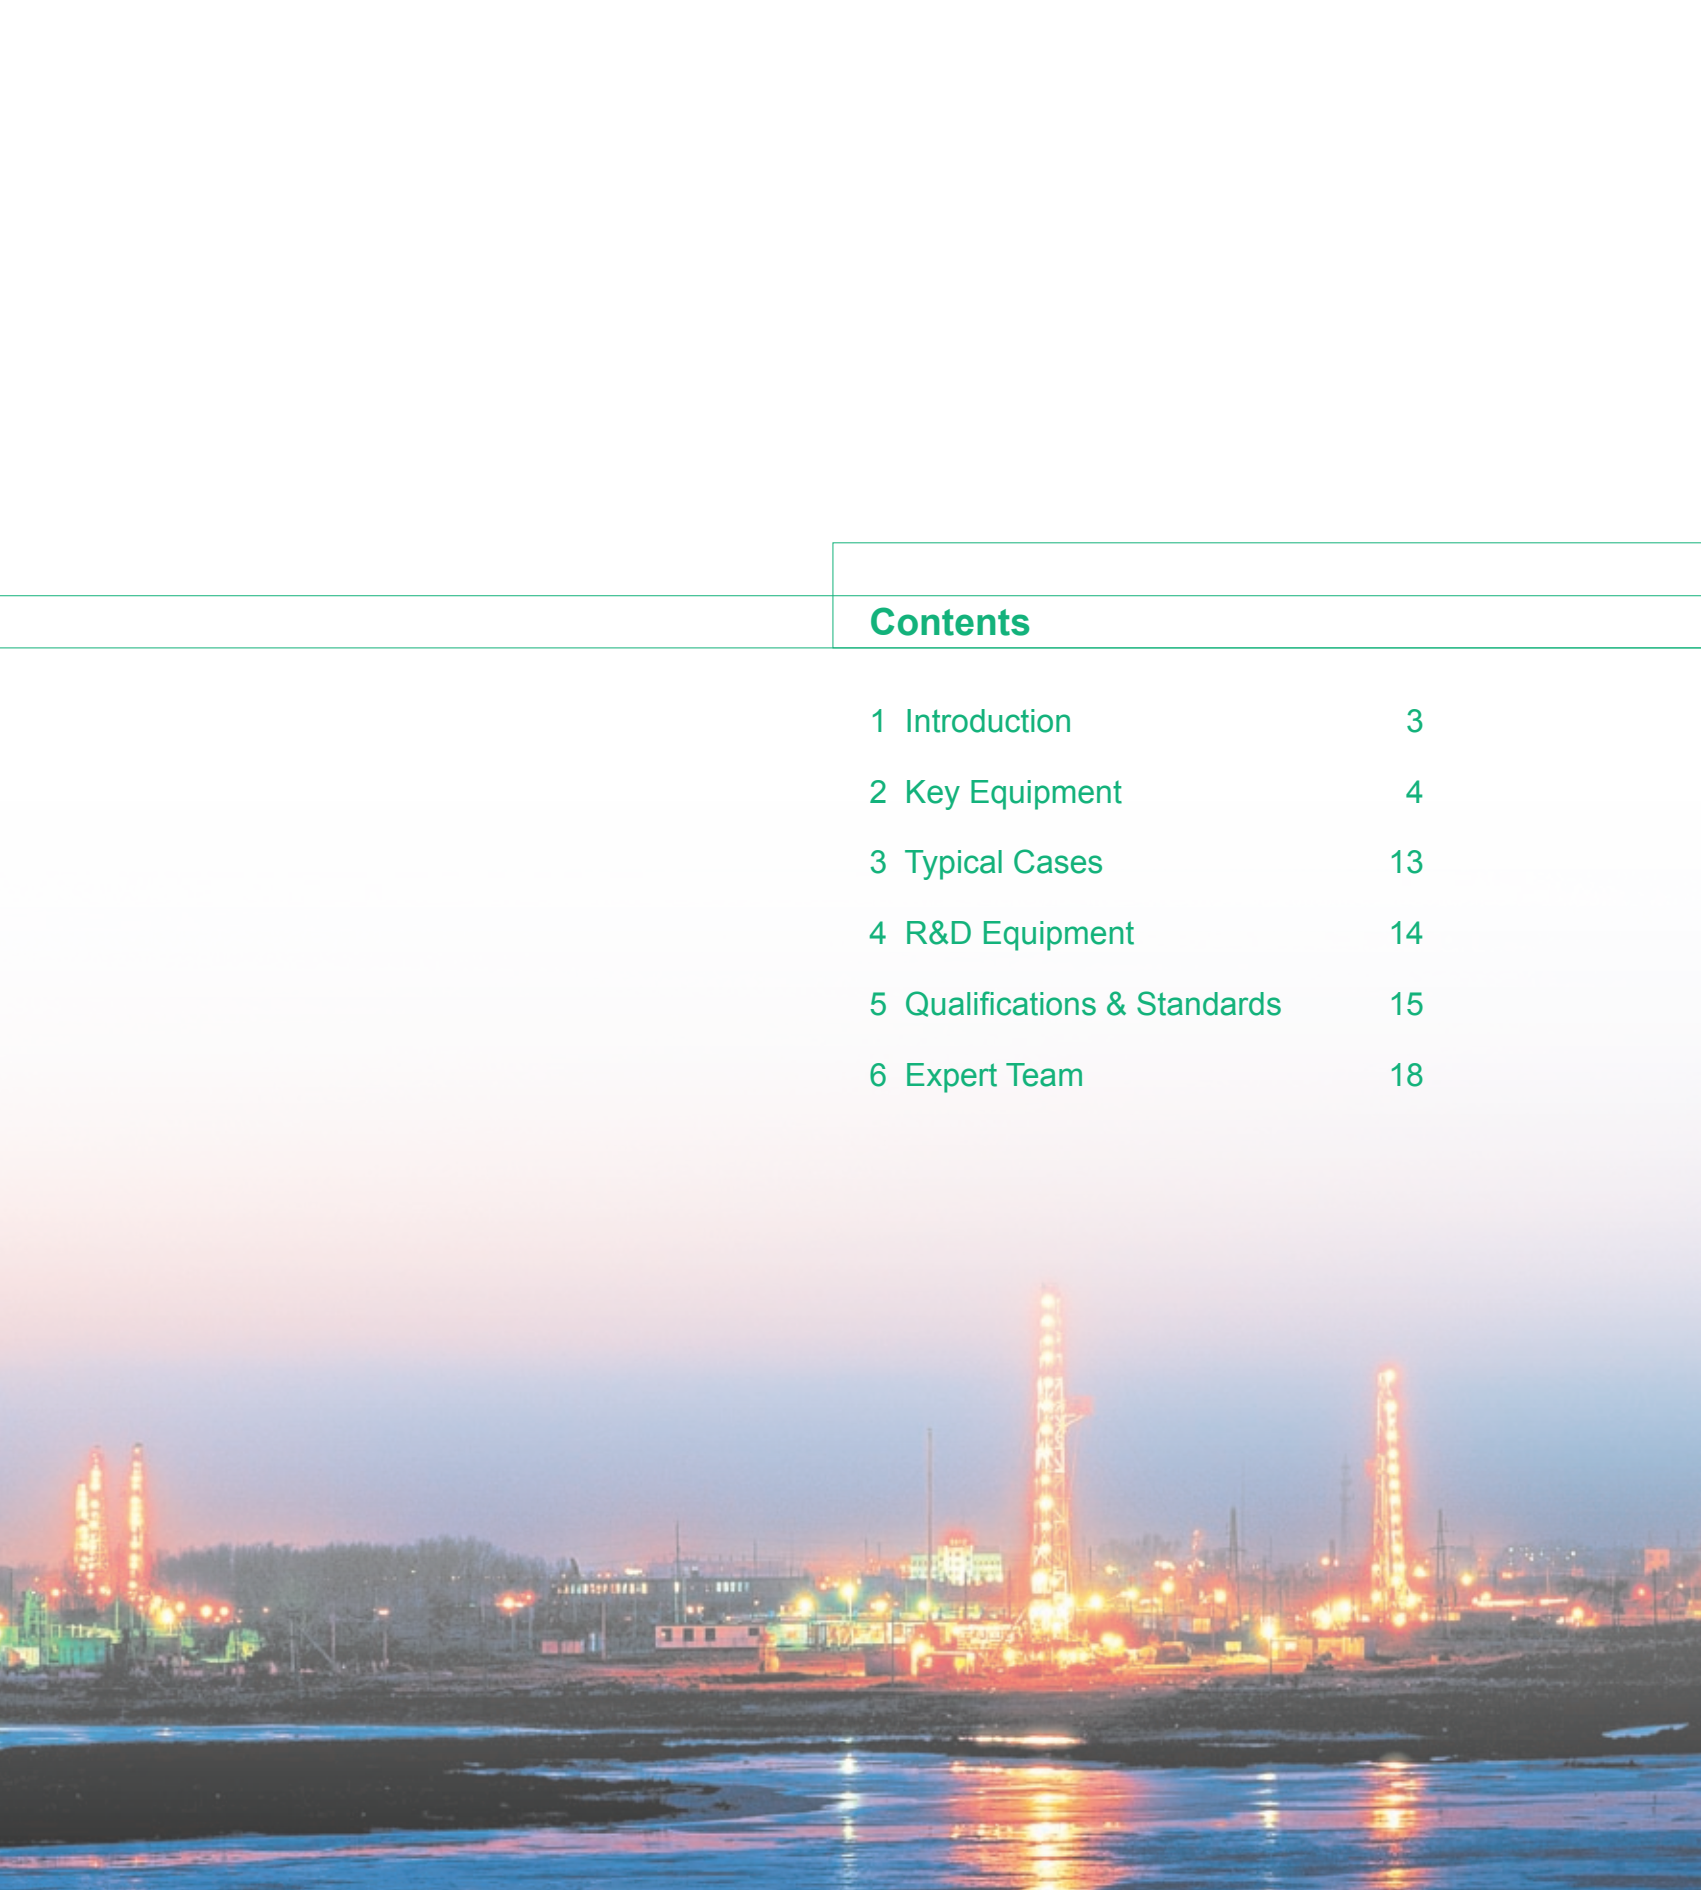 Contents
1 Introduction 3
2 Key Equipment 4
3 Typical Cases 13
4 R&D Equipment 14
5 Qualifications & Standards 15
6 Expert Team 18